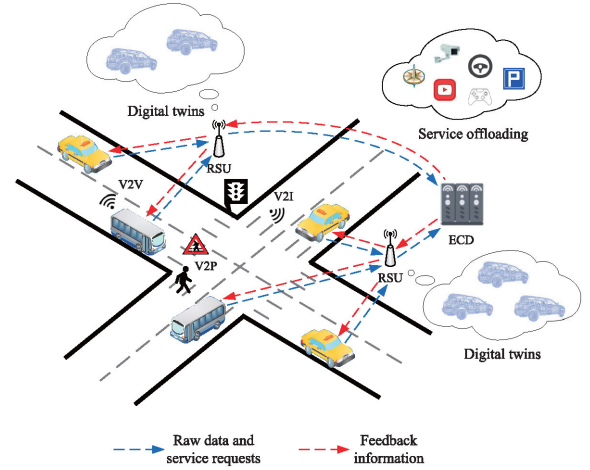 Digital twins
Service offloading
RSU
V2V
V2I
ECD
V2P
RSU
Digital twins
Raw data and
service requests
Feedback
information
P